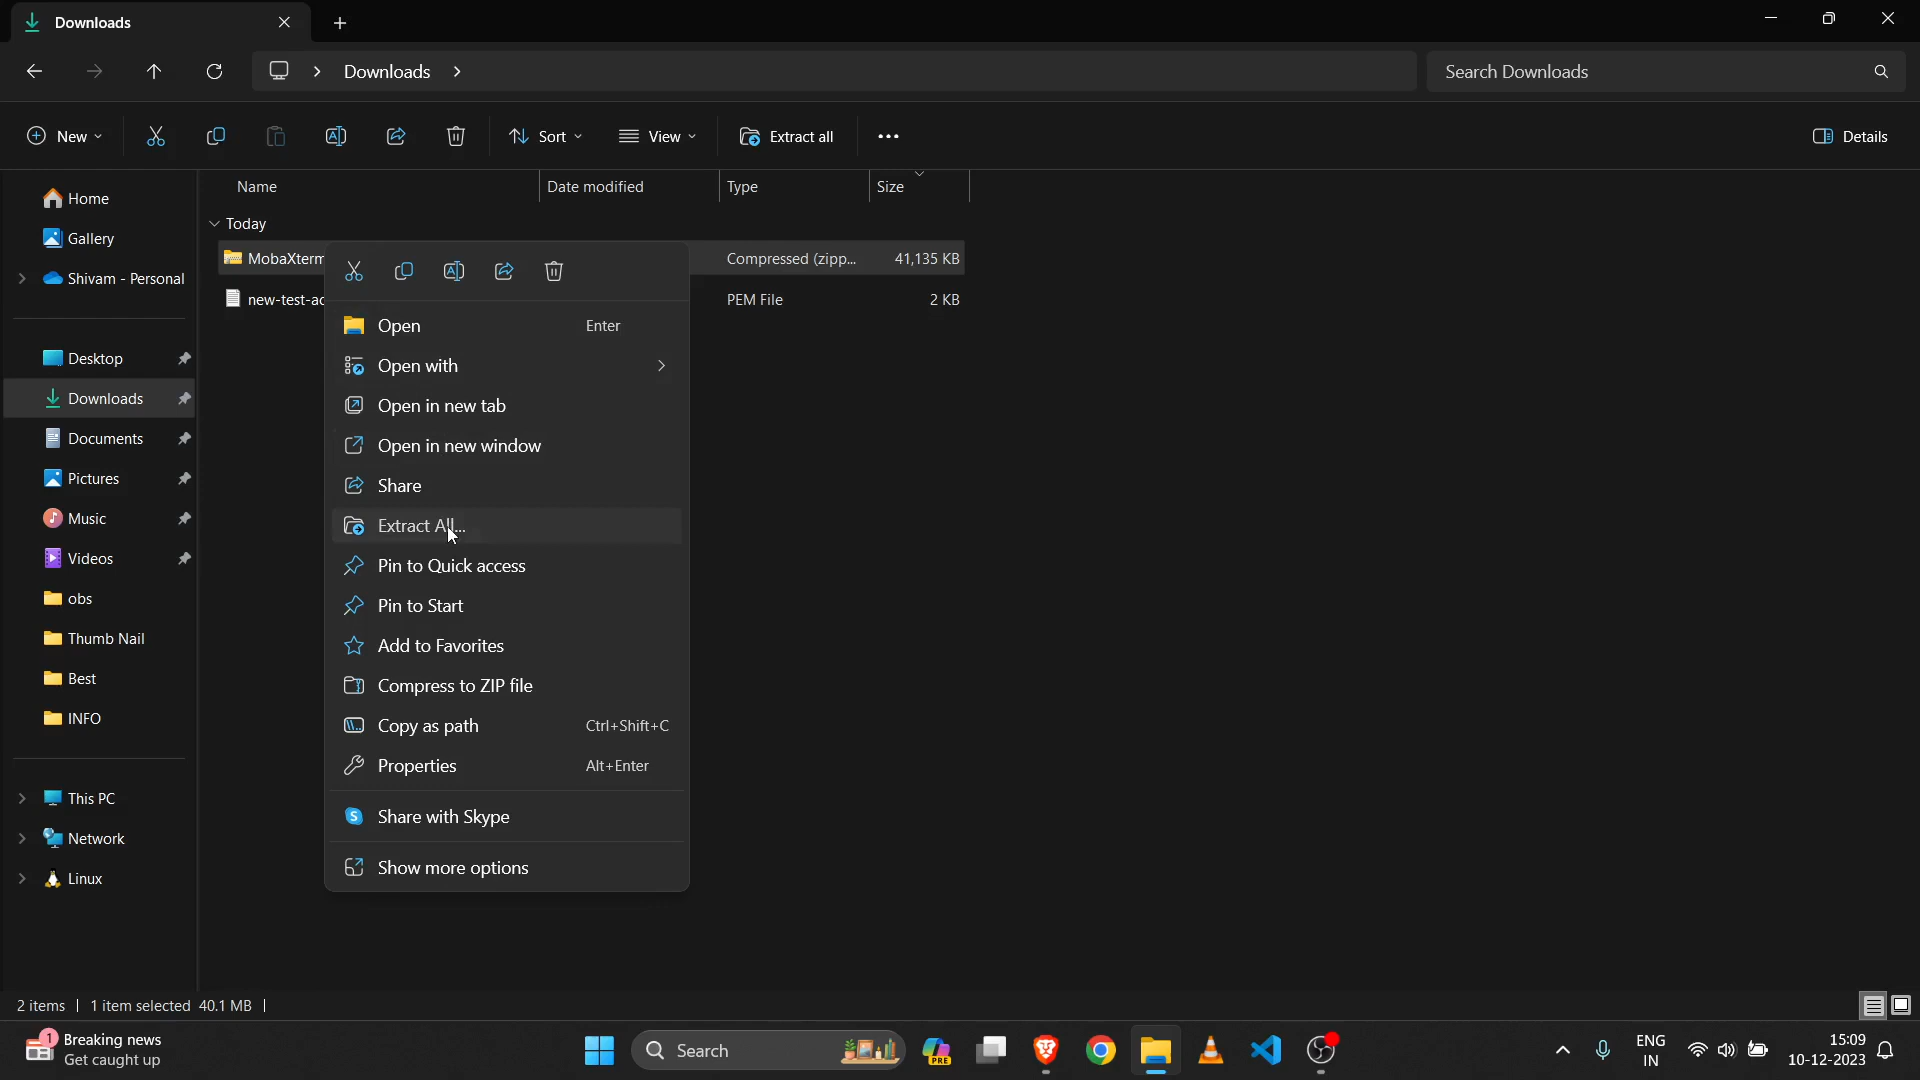 Downloads
Downloads
Search Downloads
New
Sort
View
Extract all
Details
Name
Date modified
Type
Size
Home
Gallery
Shivam - Personal
Desktop
Downloads
Documents
Pictures
Music
Videos
obs
Thumb Nail
Best
INFO
This PC
Network
Linux
Today
MobaXterm
Compressed (zipp...
41,135 KB
new-test-ac
PEM File
2 KB
Open
Enter
Open with
Open in new tab
Open in new window
Share
Extract All...
Pin to Quick access
Pin to Start
Add to Favorites
Compress to ZIP file
Copy as path
Ctrl+Shift+C
Properties
Alt+Enter
Share with Skype
Show more options
2 items
1 item selected 40.1 MB
1
Breaking news
Get caught up
Search
PRE
ENG
IN
15:09
10-12-2023